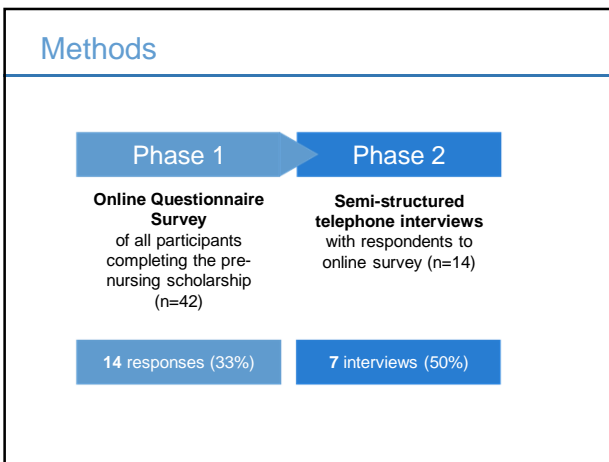 Methods
Phase 1
Phase 2
Online Questionnaire
Survey
of all participants
completing the pre-
nursing scholarship
(n=42)
Semi-structured
telephone interviews
with respondents to
online survey (n=14)
14 responses (33%)
7 interviews (50%)